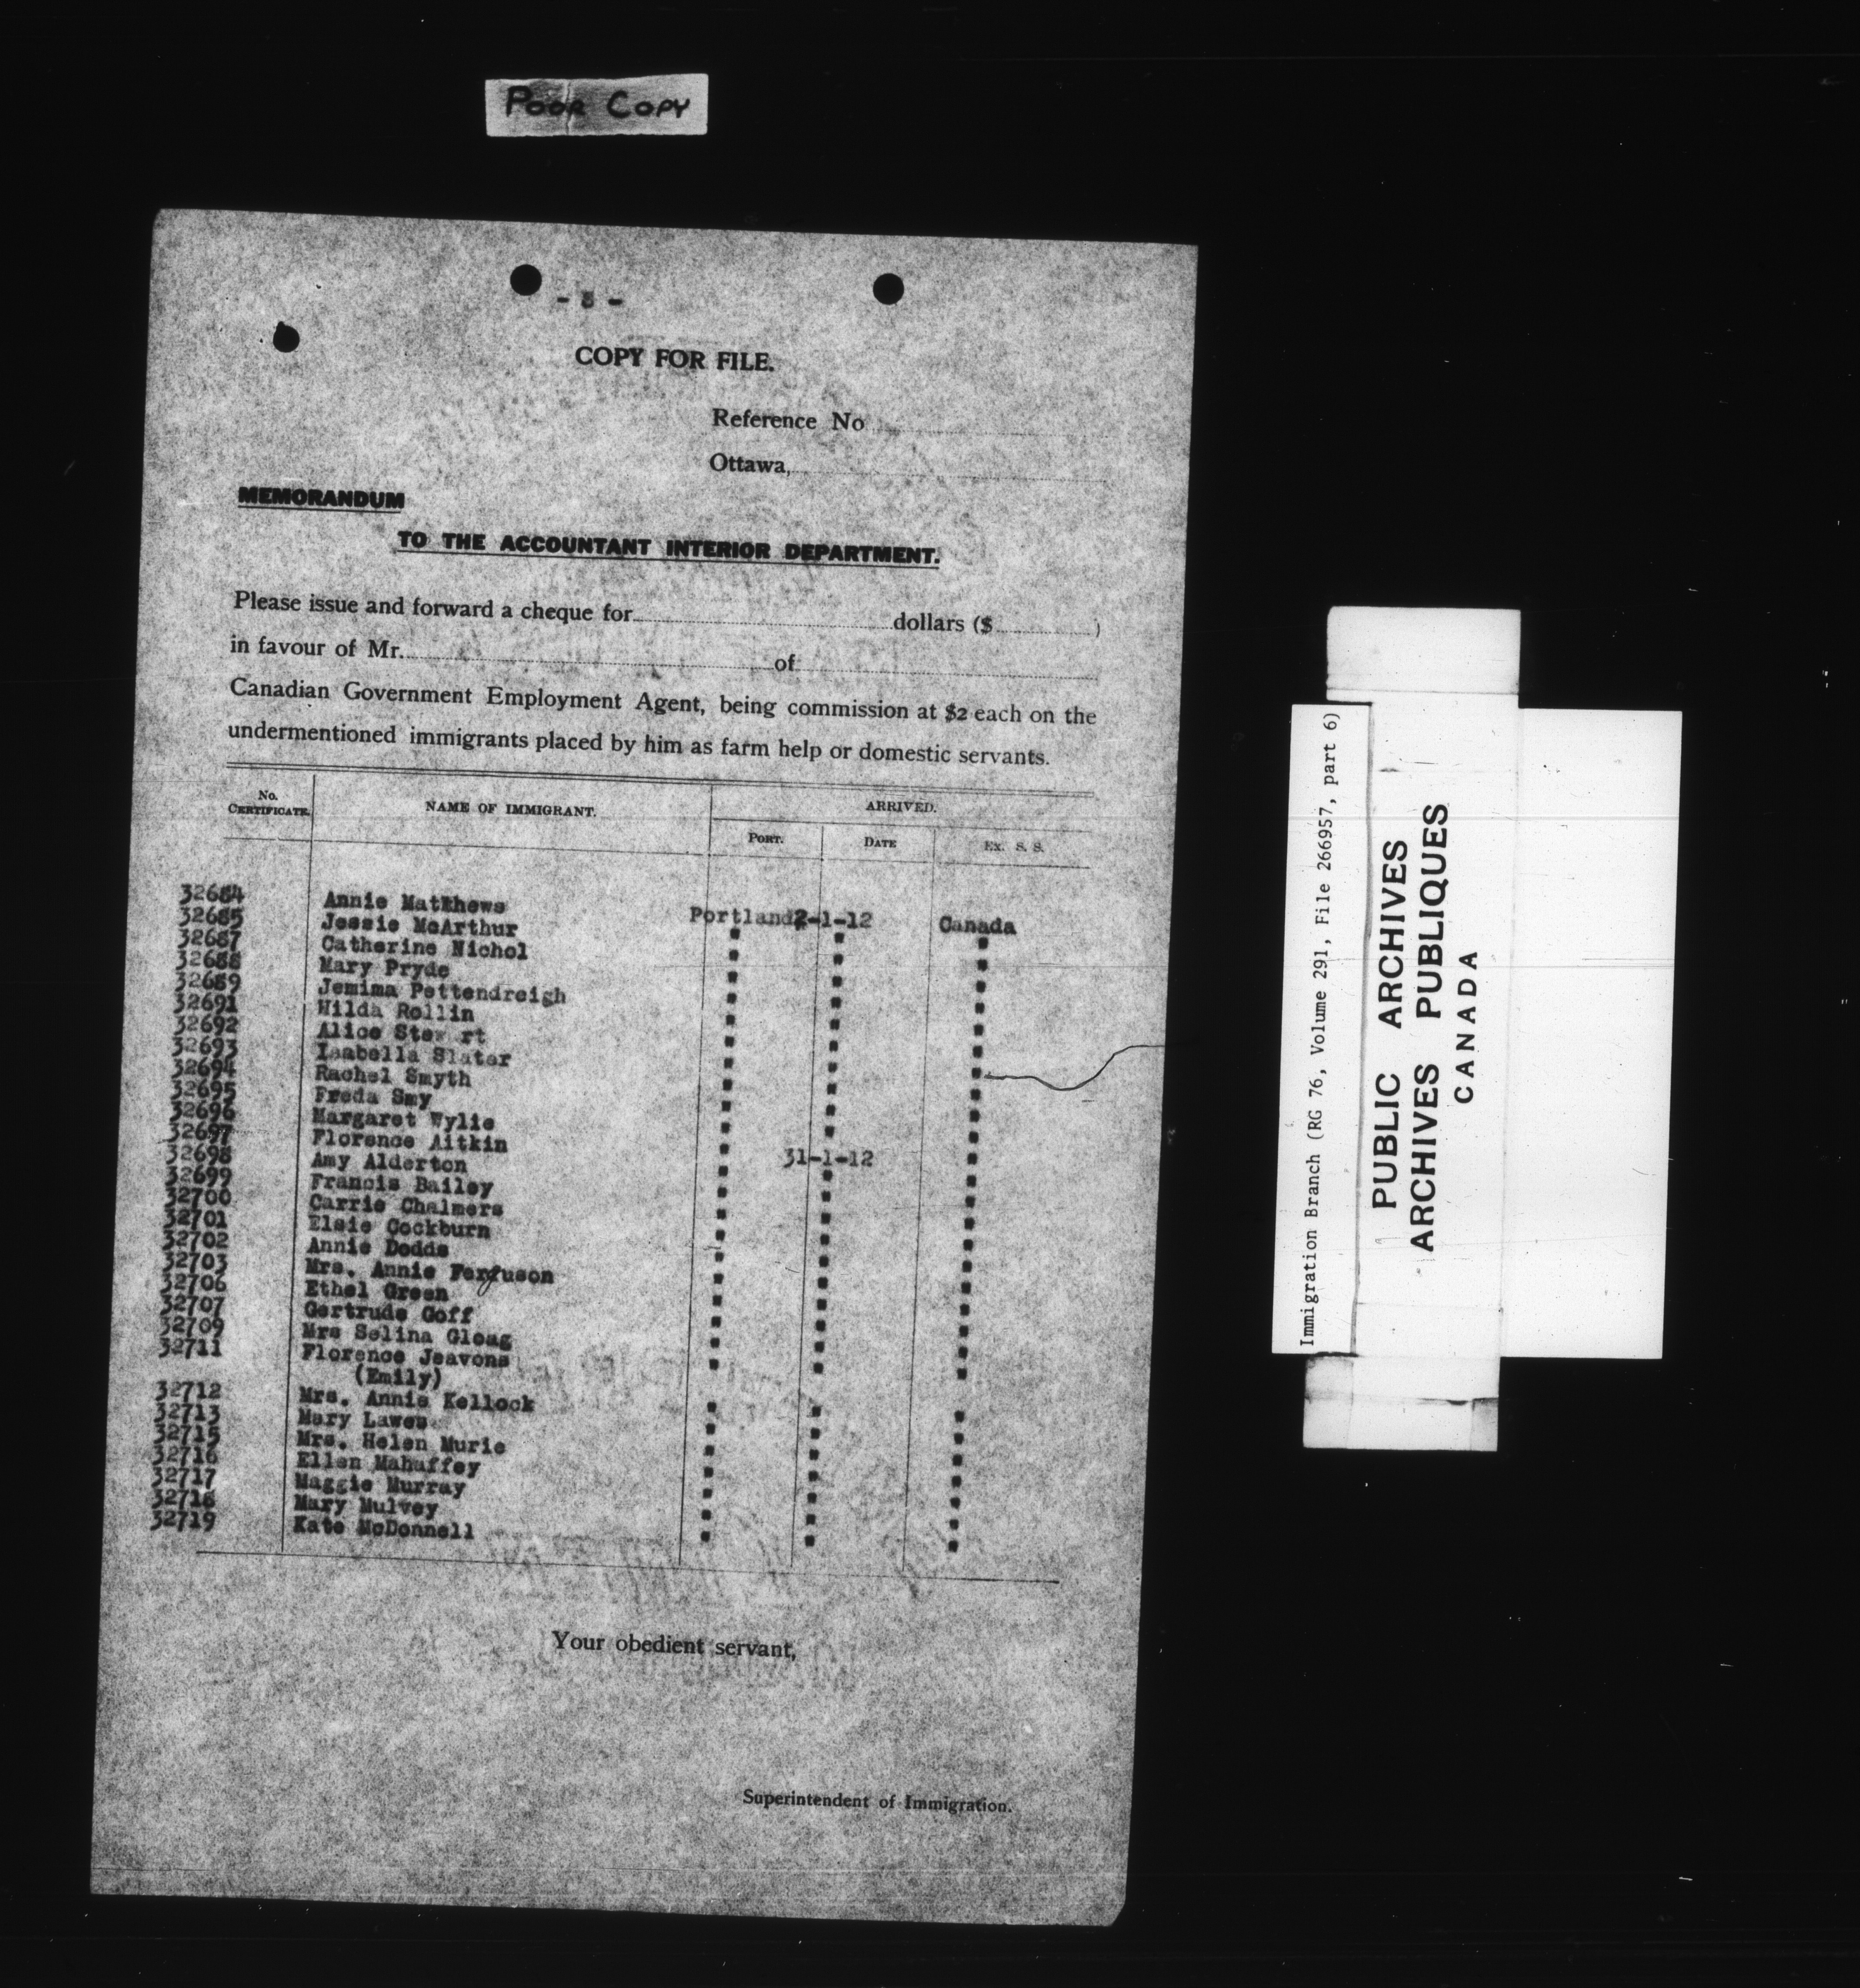 POOR COPY
- 3 -
COPY FOR FILE.
Reference No
Ottawa,
MEMORANDUM
TO THE ACCOUNTANT INTERIOR DEPARTMENT.
Please issue and forward a cheque for dollars ($ )
in favour of Mr. of
Canadian Government Employment Agent, being commission at $2 each on the
undermentioned immigrants placed by him as farm help or domestic servants.
No. CERTIFICATE. NAME OF IMMIGRANT. ARRIVED.
PORT. DATE EX. S. S.
32684 Annie Matthews Portland 2-1-12 Canada
32685 Jessie McArthur " " "
32687 Catherine Nichol " " "
32688 Mary Pryde " " "
32689 Jemima Pettendreigh " " "
32691 Hilda Rollin " " "
32692 Alice Stew rt " " "
32693 Isabella Slater " " "
32694 Rachel Smyth " " "
32695 Freda Smy " " "
32696 Margaret Wylie " " "
32697 Florence Aitkin " 31-1-12 "
32698 Amy Alderton " " "
32699 Francis Bailey " " "
32700 Carrie Chalmers " " "
32701 Elsie Cockburn " " "
32702 Annie Dodds " " "
32703 Mrs. Annie Ferguson " " "
32706 Ethel Green " " "
32707 Gertrude Goff " " "
32709 Mrs Selina Gloag " " "
32711 Florence Jeavons " " "
(Emily)
32712 Mrs. Annie Kellock " " "
32713 Mary Lawes " " "
32715 Mrs. Helen Murie " " "
32716 Ellen Mahaffey " " "
32717 Maggie Murray " " "
32718 Mary Mulvey " " "
32719 Kate McDonnell " " "
Your obedient servant,
Superintendent of Immigration.
Immigration Branch (RG 76, Volume 291, File 266957, part 6)
PUBLIC ARCHIVES
ARCHIVES PUBLIQUES
CANADA